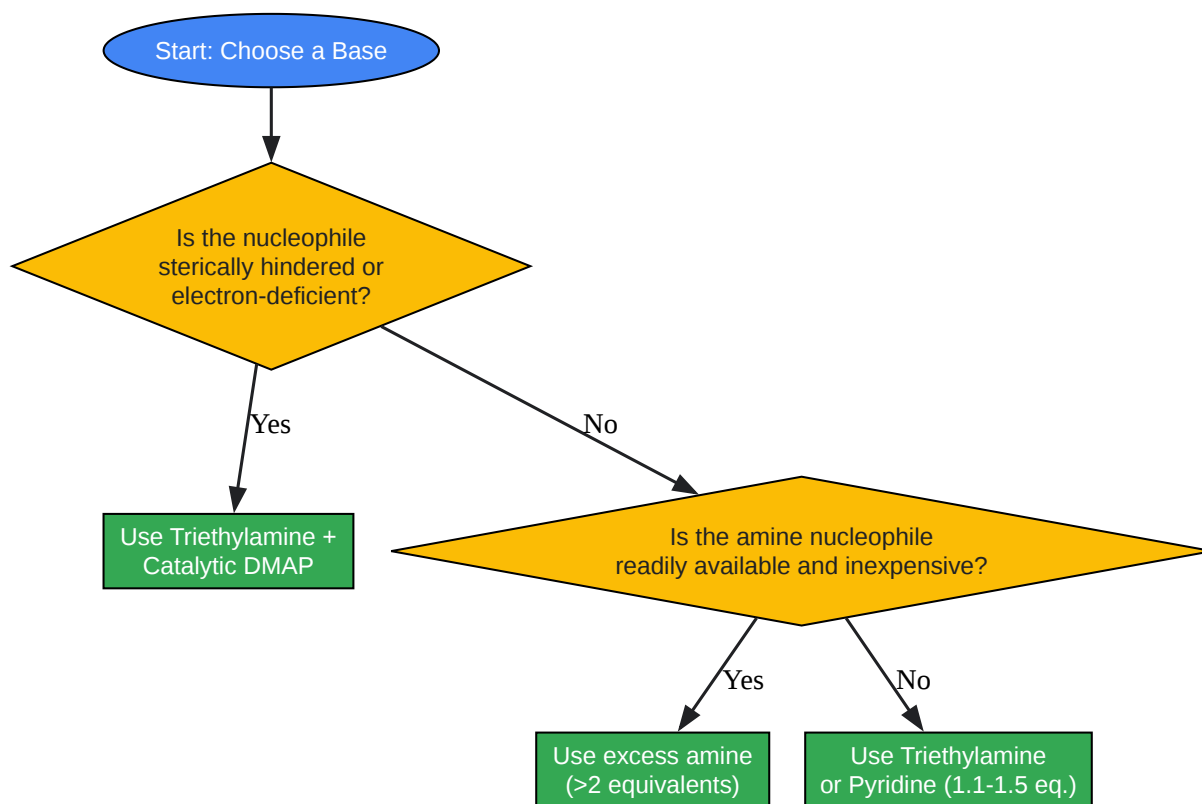 Start: Choose a Base
Is the nucleophile
sterically hindered or
electron-deficient?
Yes
No
Use Triethylamine +
Catalytic DMAP
Is the amine nucleophile
readily available and inexpensive?
Yes
No
Use excess amine
(>2 equivalents)
Use Triethylamine
or Pyridine (1.1-1.5 eq.)